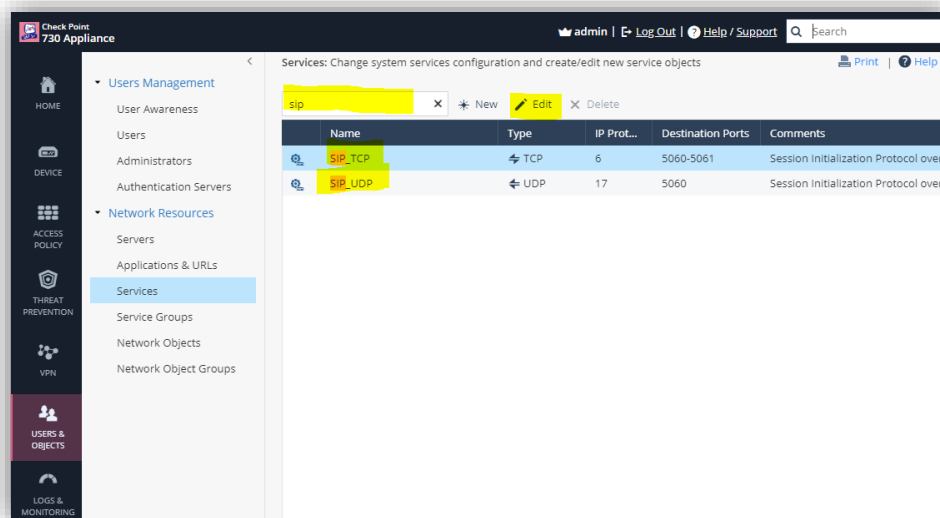 Check Point
730 Appliance
admin | Log Out | ? Help / Support
Search
HOME
DEVICE
ACCESS
POLICY
THREAT
PREVENTION
VPN
USERS &
OBJECTS
LOGS &
MONITORING
<
Users Management
User Awareness
Users
Administrators
Authentication Servers
Network Resources
Servers
Applications & URLs
Services
Service Groups
Network Objects
Network Object Groups
Services: Change system services configuration and create/edit new service objects
Print | ? Help
sip × New Edit × Delete
Name Type IP Prot... Destination Ports Comments
SIP_TCP TCP 6 5060-5061 Session Initialization Protocol over
SIP_UDP UDP 17 5060 Session Initialization Protocol over